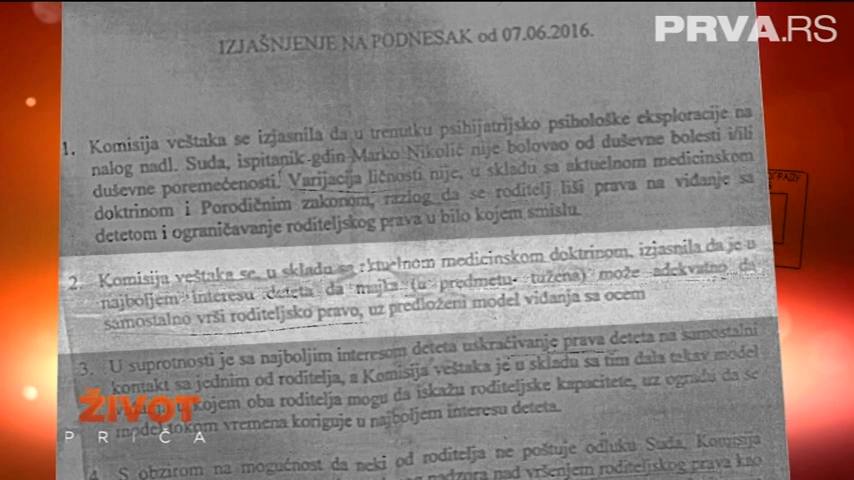 PRVA.RS
IZJAŠNJENJE NA PODNESAK od 07.06.2016.
1. Komisija veštaka se izjasnila da u trenutku psihijatrijsko psihološke eksploracije na
nalog nadl. Suda, ispitanik-gdin Marko Nikolić nije bolovao od duševne bolesti i/ili
duševne poremećenosti. Varijacija ličnosti nije, u skladu sa aktuelnom medicinskom
doktrinom i Porodičnim zakonom, razlog da se roditelj liši prava na viđanje sa
detetom i ograničavanje roditeljskog prava u bilo kojem smislu.
2. Komisija veštaka se, u skladu sa aktuelnom medicinskom doktrinom, izjasnila da je u
najboljem interesu deteta da majka (u predmetu- tužena) može adekvatno da
samostalno vrši roditeljsko pravo, uz predloženi model viđanja sa ocem
3. U suprotnosti je sa najboljim interesom deteta uskraćivanje prava deteta na samostalni
kontakt sa jednim od roditelja, a Komisija veštaka je u skladu sa tim dala takav model
u kojem oba roditelja mogu da iskažu roditeljske kapacitete, uz ogradu da se
model tokom vremena koriguje u najboljem interesu deteta.
4. S obzirom na mogućnost da neki od roditelja ne poštuje odluku Suda, Komisija
nadzora nad vršenjem roditeljskog prava kao
ŽIVOT
PRIČA